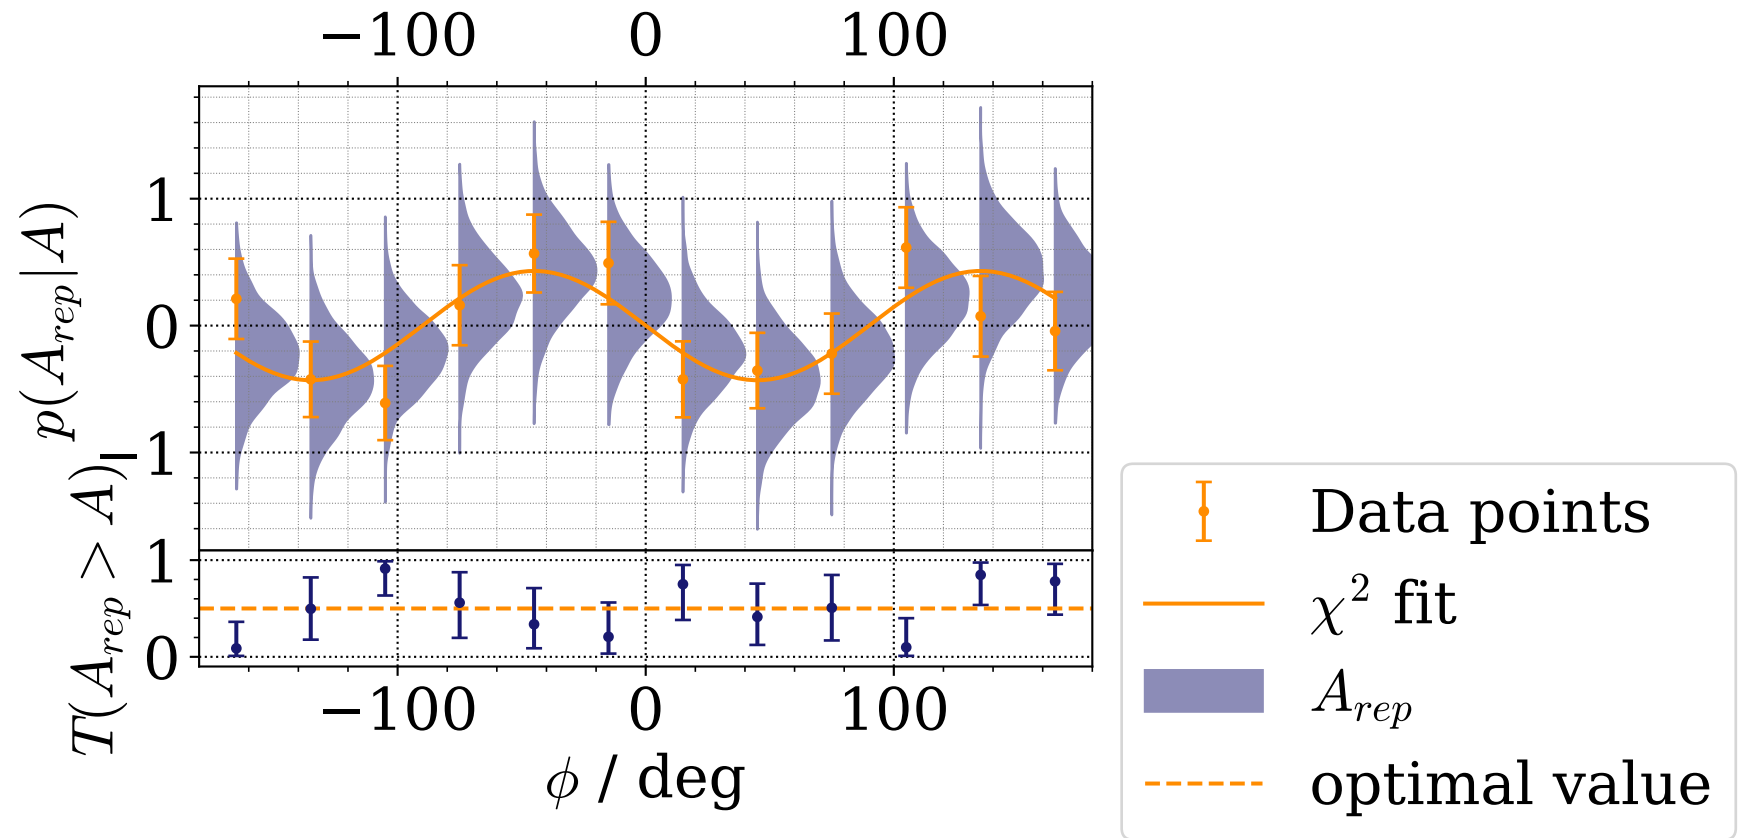 −100 0 100
p(A_rep|A)
1
0
−1
T(A_rep > A)
1
0
−100 0 100
ϕ / deg
Data points
χ² fit
A_rep
optimal value